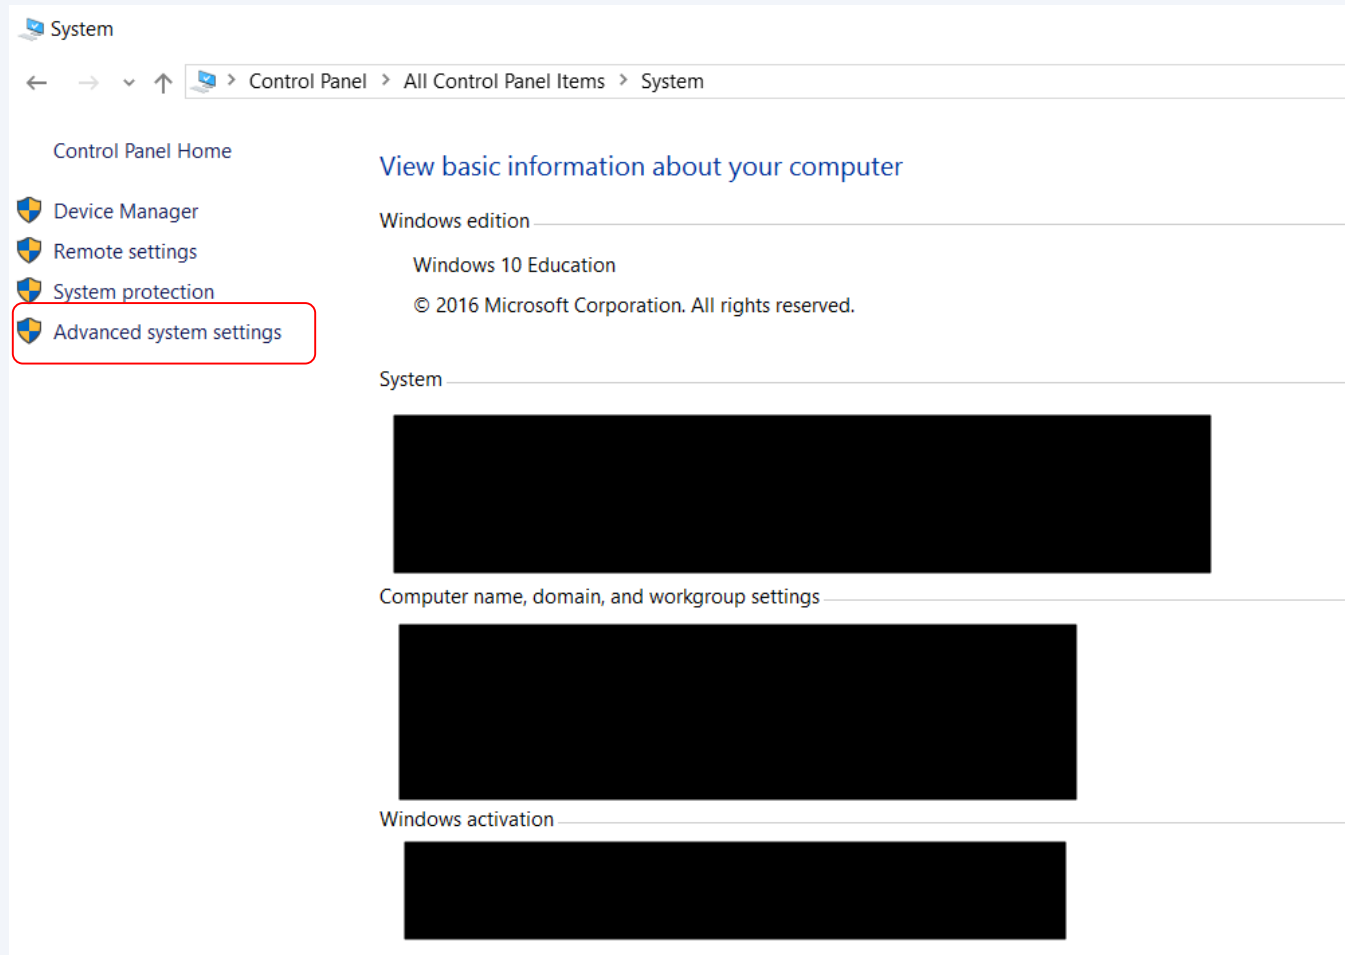 System
Control Panel > All Control Panel Items > System
Control Panel Home
Device Manager
Remote settings
System protection
Advanced system settings
View basic information about your computer
Windows edition
Windows 10 Education
© 2016 Microsoft Corporation. All rights reserved.
System
Computer name, domain, and workgroup settings
Windows activation